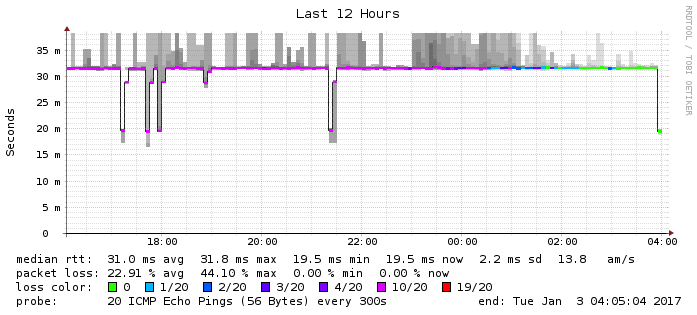 Last 12 Hours
RRDTOOL / TOBI OETIKER
Seconds
35 m
30 m
25 m
20 m
15 m
10 m
5 m
0
18:00 20:00 22:00 00:00 02:00 04:00
median rtt: 31.0 ms avg 31.8 ms max 19.5 ms min 19.5 ms now 2.2 ms sd 13.8 am/s
packet loss: 22.91 % avg 44.10 % max 0.00 % min 0.00 % now
loss color: 0 1/20 2/20 3/20 4/20 10/20 19/20
probe: 20 ICMP Echo Pings (56 Bytes) every 300s end: Tue Jan 3 04:05:04 2017